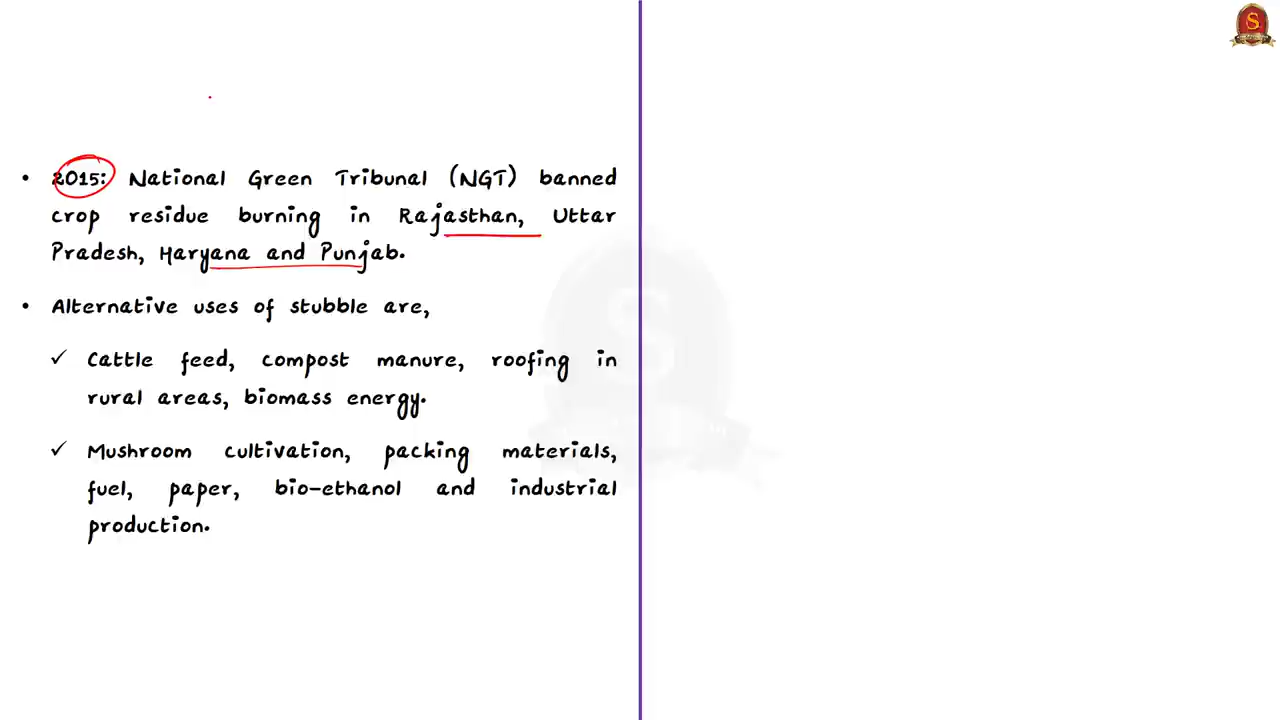 • 2015: National Green Tribunal (NGT) banned
crop residue burning in Rajasthan, Uttar
Pradesh, Haryana and Punjab.
• Alternative uses of stubble are,
✓ Cattle feed, compost manure, roofing in
rural areas, biomass energy.
✓ Mushroom cultivation, packing materials,
fuel, paper, bio-ethanol and industrial
production.
S